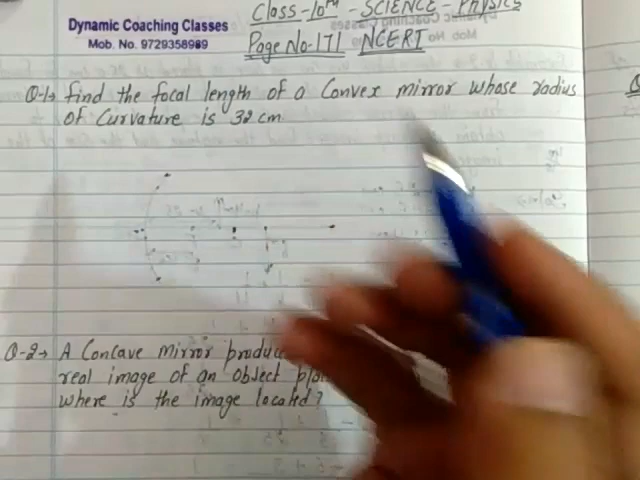 Dynamic Coaching Classes
Mob. No. 9729358989
Class-10th - SCIENCE - Physics
Page No-171 NCERT
Q-1→ find the focal length of a Convex mirror whose radius
of Curvature is 32 cm
Q-2→ A Concave mirror produ
real image of an object pla
where is the image located?